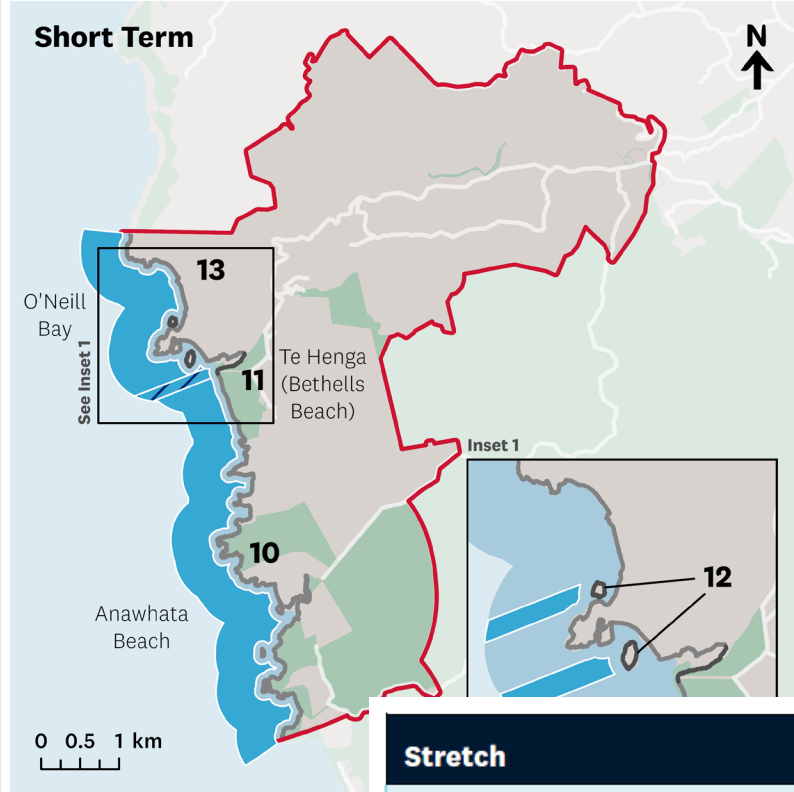 Short Term
N
13
O'Neill
Bay
See Inset 1
Te Henga
(Bethells
Beach)
11
Inset 1
10
12
Anawhata
Beach
0 0.5 1 km
Stretch